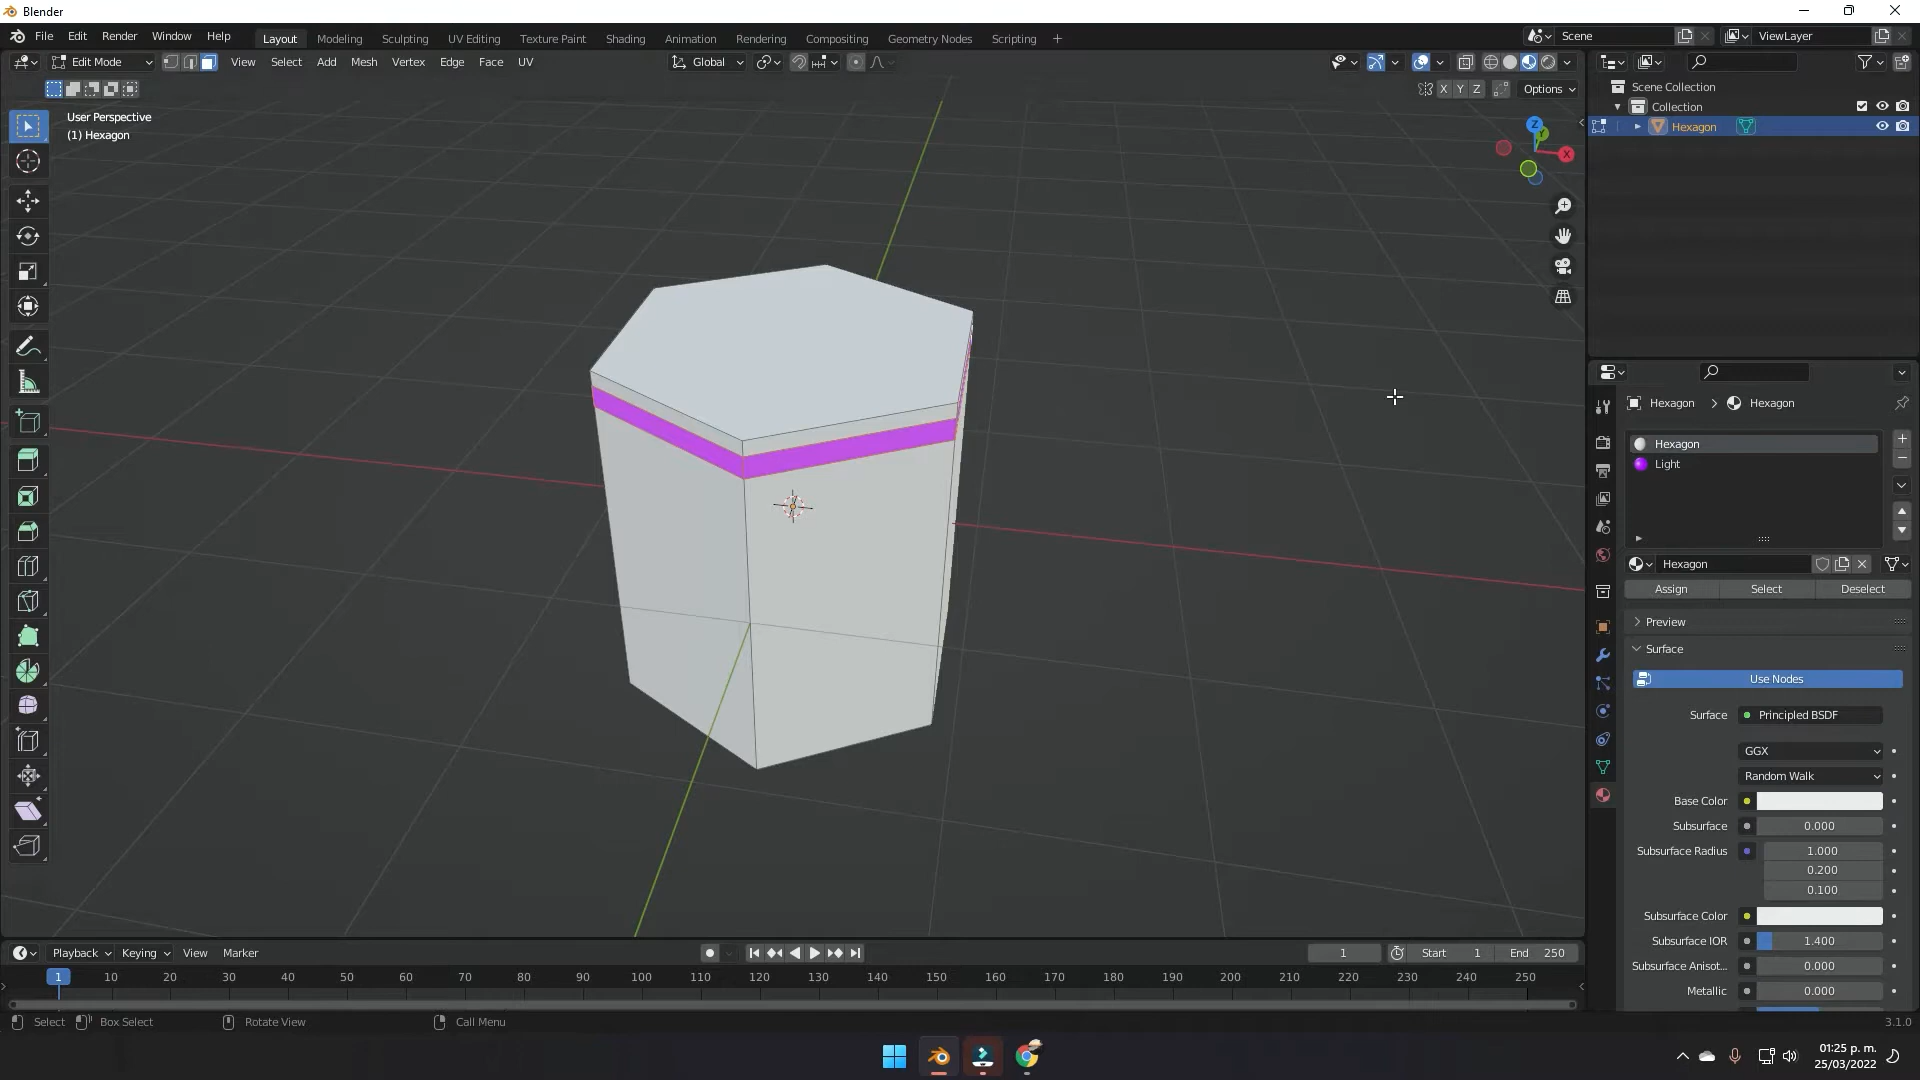 Blender
File Edit Render Window Help
Layout Modeling Sculpting UV Editing Texture Paint Shading Animation Rendering Compositing Geometry Nodes Scripting +
Scene
ViewLayer
Edit Mode View Select Add Mesh Vertex Edge Face UV
Global
X Y Z Options
User Perspective
(1) Hexagon
Z
Y
X
Scene Collection
Collection
Hexagon
Hexagon > Hexagon
Hexagon
Light
Hexagon
Assign Select Deselect
Preview
Surface
Use Nodes
Surface Principled BSDF
GGX
Random Walk
Base Color
Subsurface 0.000
Subsurface Radius 1.000
0.200
0.100
Subsurface Color
Subsurface IOR 1.400
Subsurface Anisot... 0.000
Metallic 0.000
Playback Keying View Marker
1 Start 1 End 250
1 10 20 30 40 50 60 70 80 90 100 110 120 130 140 150 160 170 180 190 200 210 220 230 240 250
Select Box Select Rotate View Call Menu
3.1.0
01:25 p. m.
25/03/2022